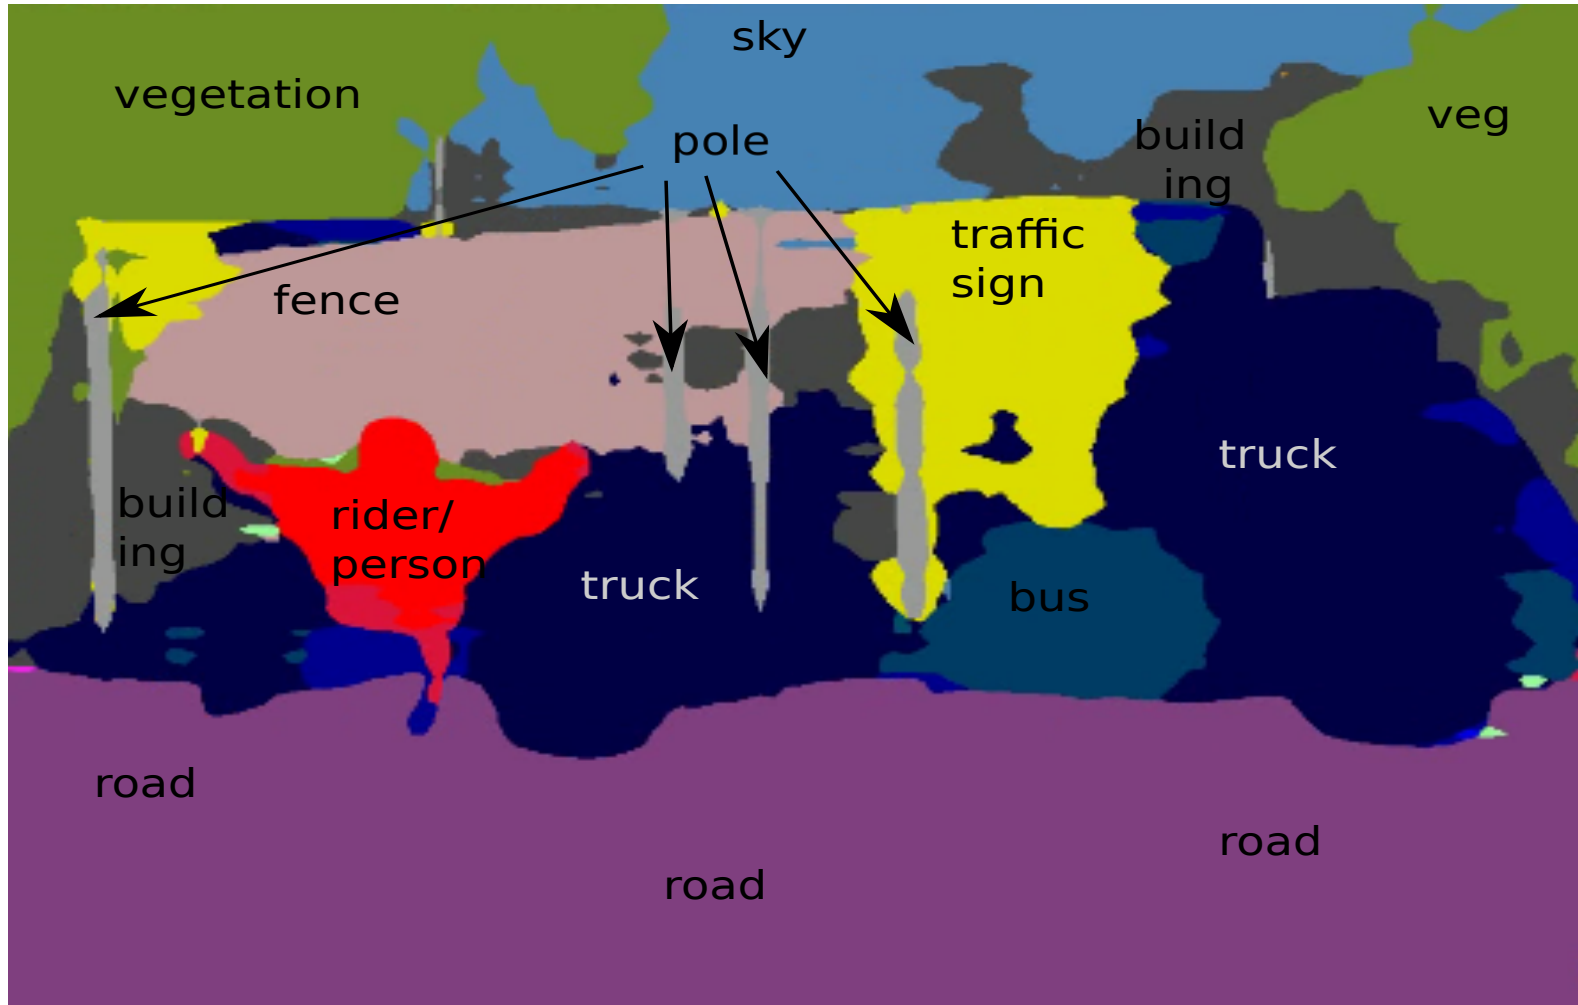 sky
vegetation
veg
pole
build
ing
traffic
sign
fence
truck
build
ing
rider/
person
truck
bus
road
road
road